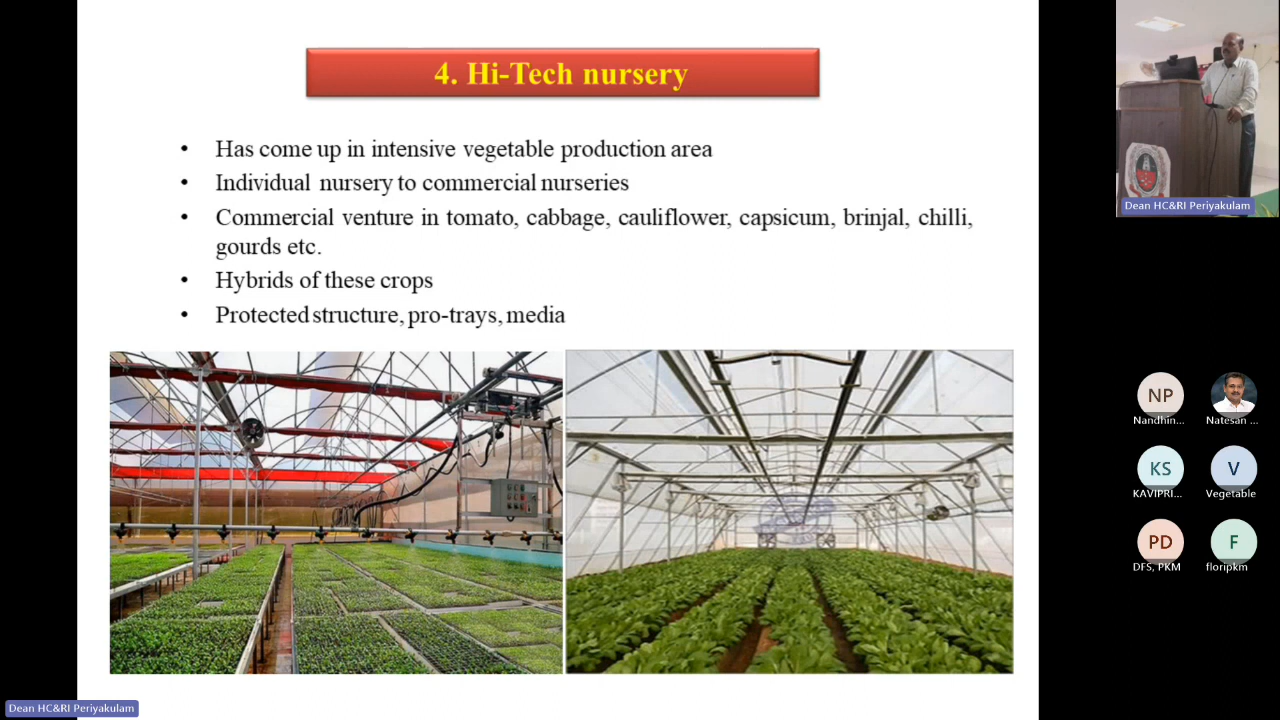 4. Hi-Tech nursery
• Has come up in intensive vegetable production area
• Individual nursery to commercial nurseries
• Commercial venture in tomato, cabbage, cauliflower, capsicum, brinjal, chilli,
gourds etc.
• Hybrids of these crops
• Protected structure, pro-trays, media
Dean HC&RI Periyakulam
NP
Nandhin...
Natesan ...
KS
KAVIPRI...
V
Vegetable
PD
DFS, PKM
F
floripkm
Dean HC&RI Periyakulam